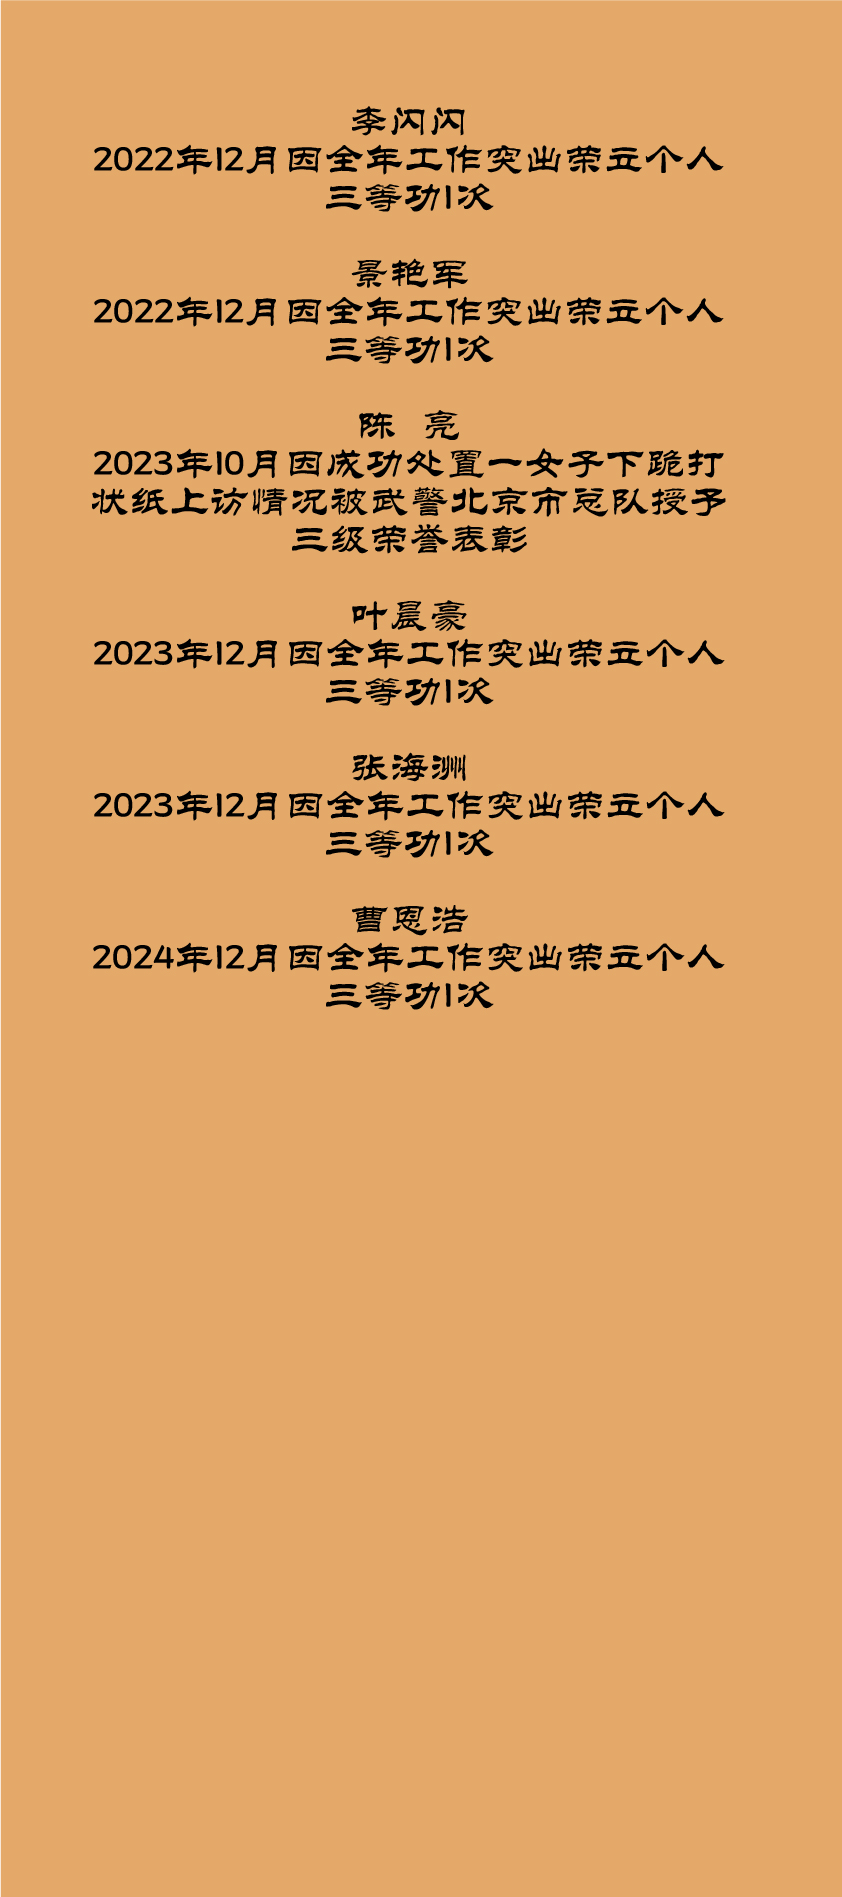 李闪闪
2022年12月因全年工作突出荣立个人
三等功1次
景艳军
2022年12月因全年工作突出荣立个人
三等功1次
陈 亮
2023年10月因成功处置一女子下跪打
状纸上访情况被武警北京市总队授予
三级荣誉表彰
叶晨豪
2023年12月因全年工作突出荣立个人
三等功1次
张海洲
2023年12月因全年工作突出荣立个人
三等功1次
曹恩浩
2024年12月因全年工作突出荣立个人
三等功1次